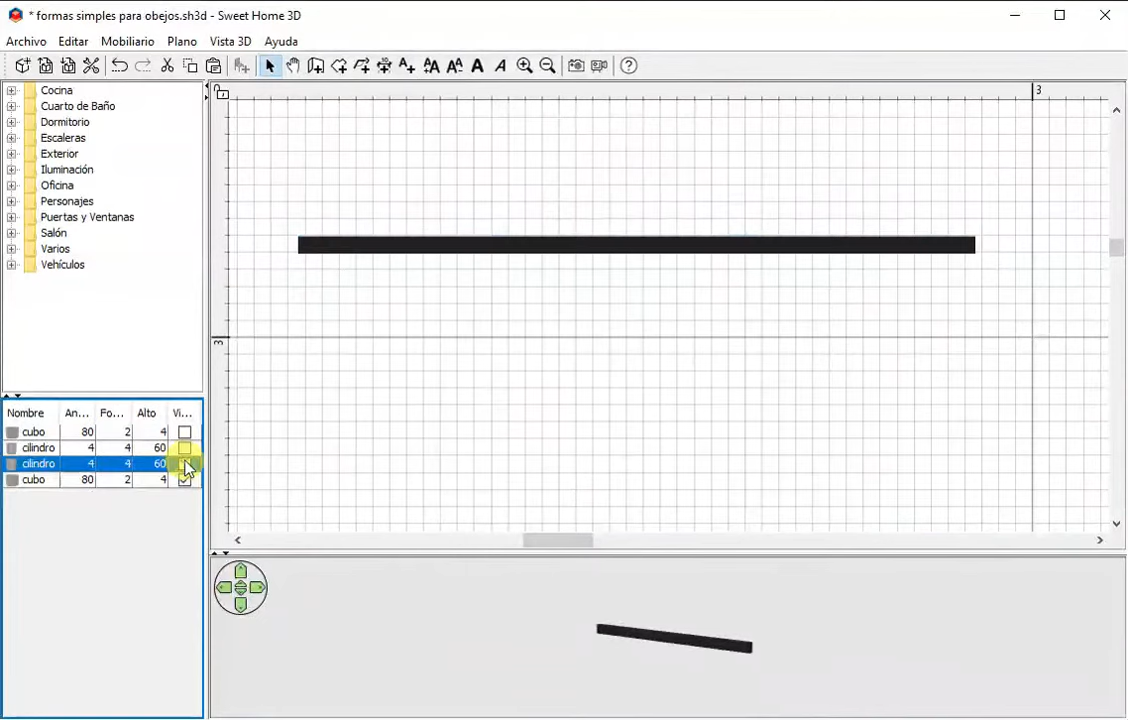 * formas simples para obejos.sh3d - Sweet Home 3D
Archivo Editar Mobiliario Plano Vista 3D Ayuda
Cocina
Cuarto de Baño
Dormitorio
Escaleras
Exterior
Iluminación
Oficina
Personajes
Puertas y Ventanas
Salón
Varios
Vehículos
3
3
Nombre An... Fo... Alto Vi...
cubo 80 2 4
cilindro 4 4 60
cilindro 4 4 60
cubo 80 2 4